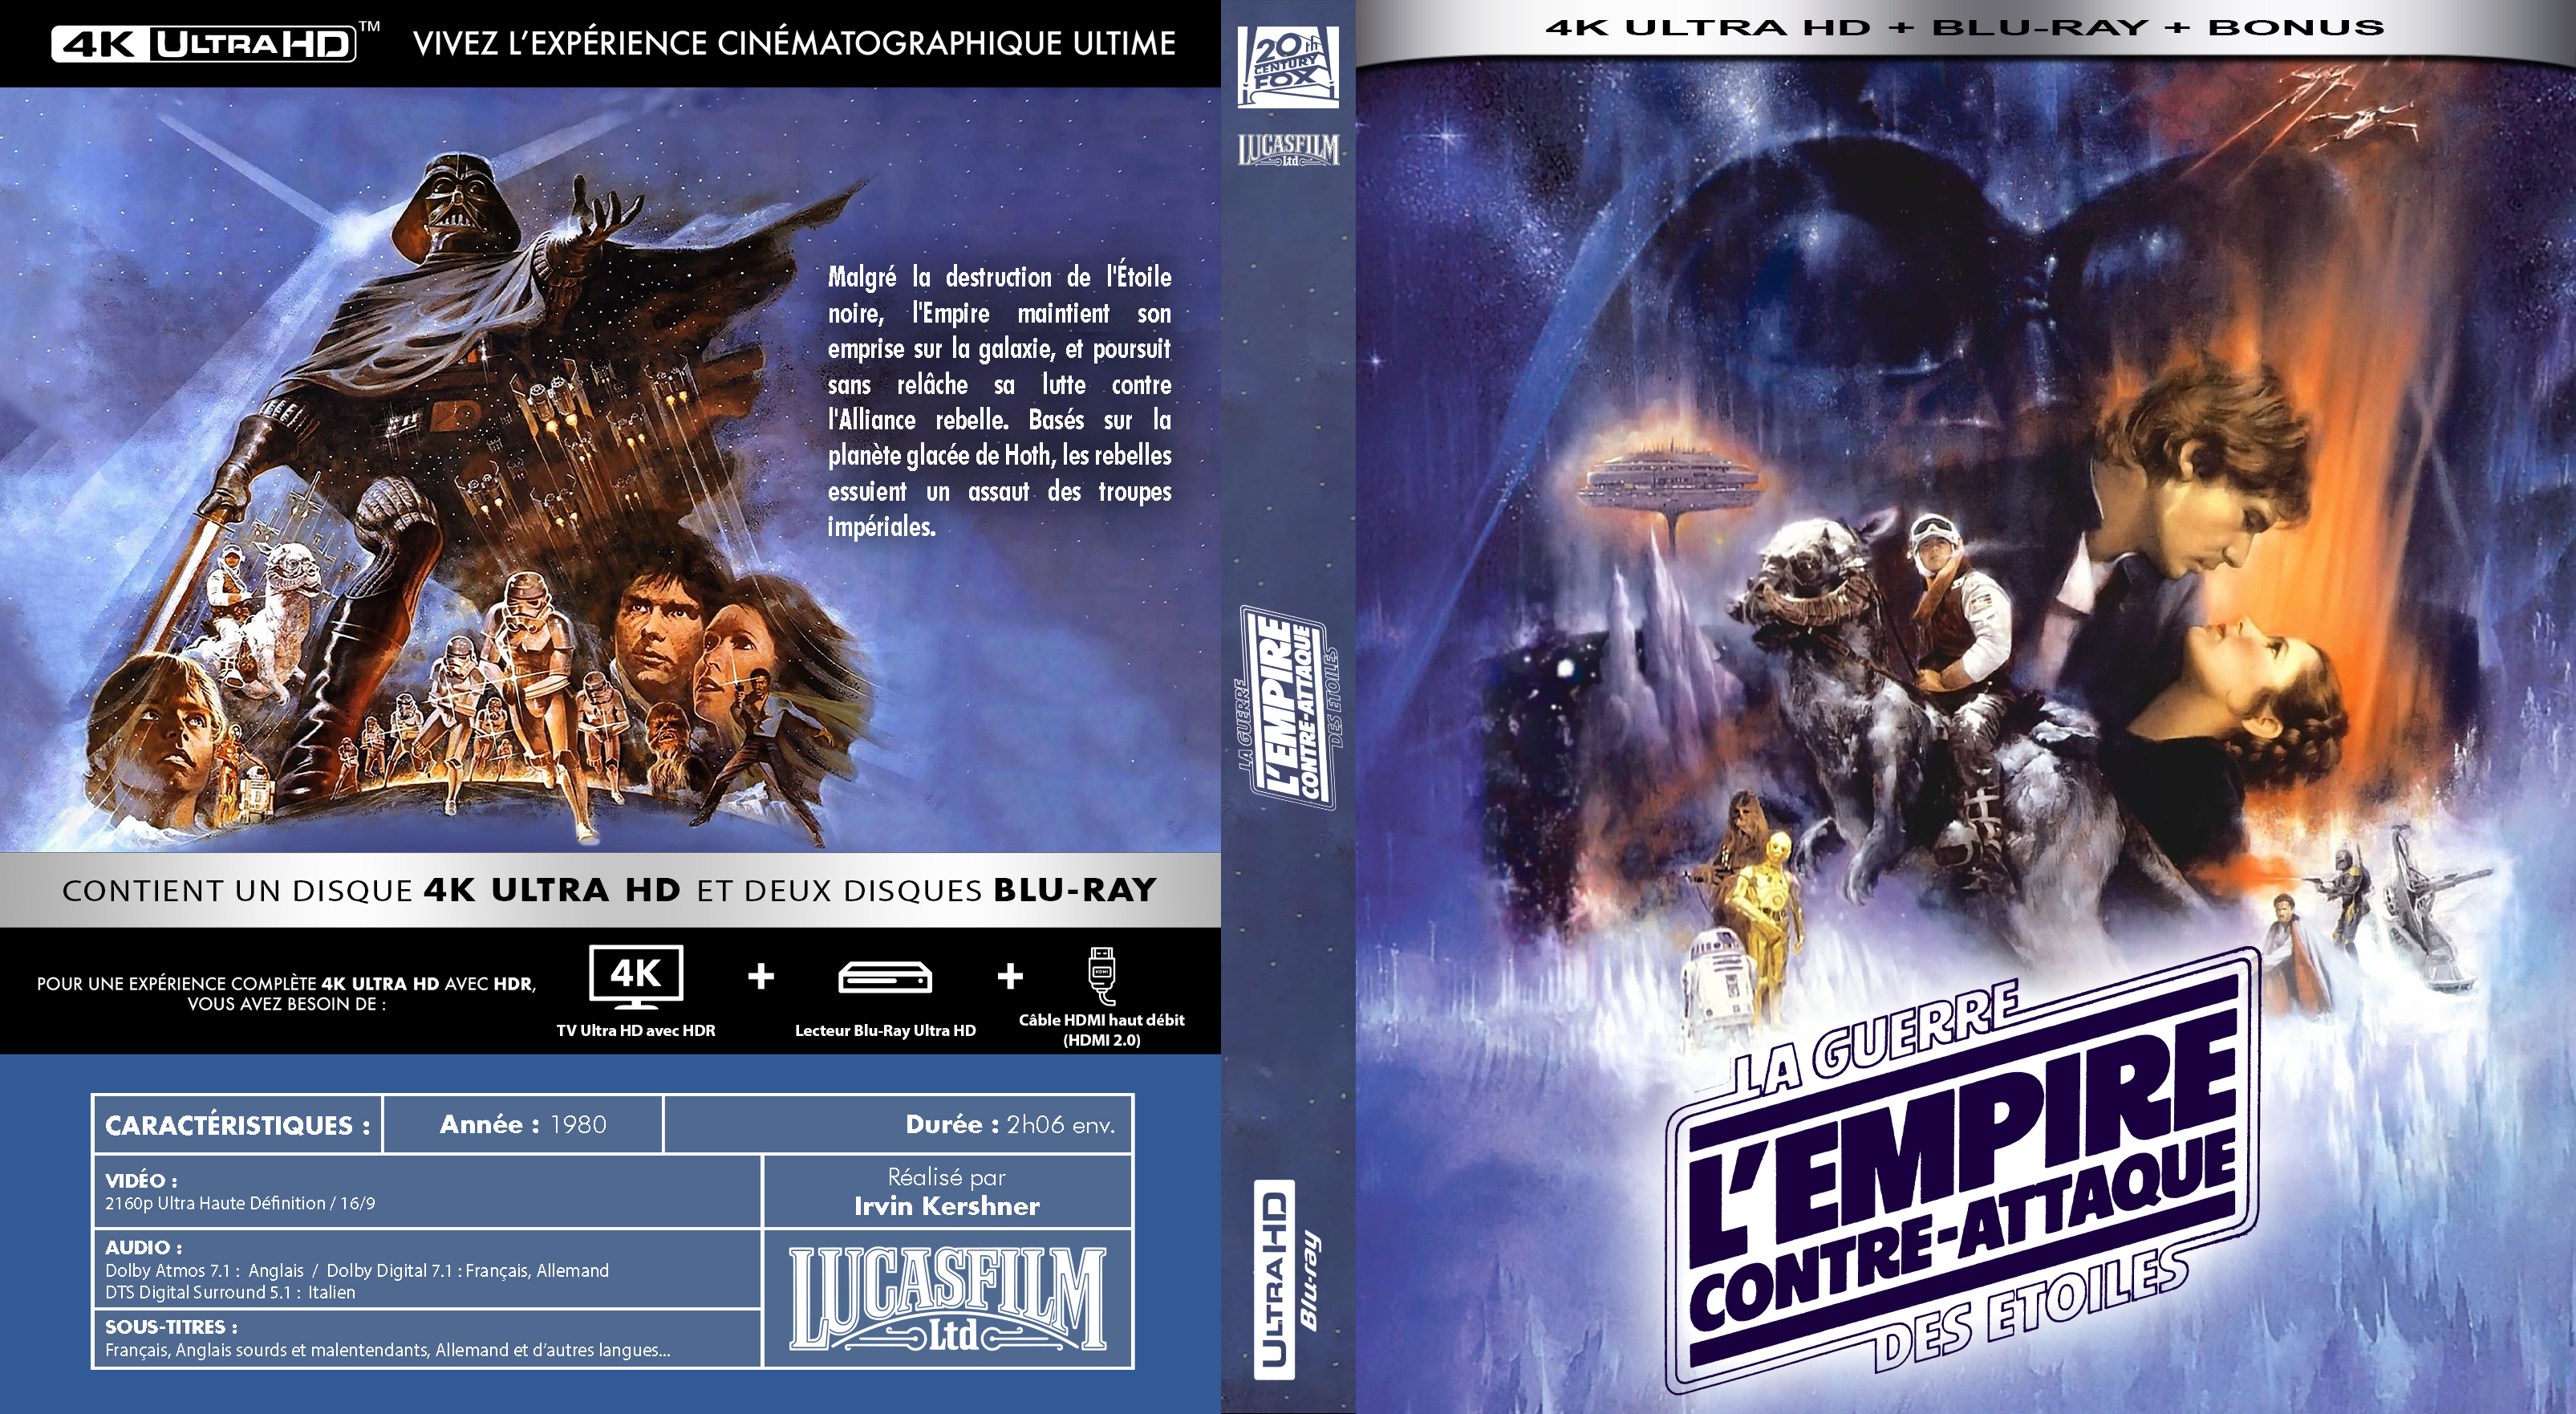 4K ULTRA HD™
VIVEZ L'EXPÉRIENCE CINÉMATOGRAPHIQUE ULTIME
Malgré la destruction de l'Étoile
noire, l'Empire maintient son
emprise sur la galaxie, et poursuit
sans relâche sa lutte contre
l'Alliance rebelle. Basés sur la
planète glacée de Hoth, les rebelles
essuient un assaut des troupes
impériales.
CONTIENT UN DISQUE 4K ULTRA HD ET DEUX DISQUES BLU-RAY
POUR UNE EXPÉRIENCE COMPLÈTE 4K ULTRA HD AVEC HDR,
VOUS AVEZ BESOIN DE :
4K
TV Ultra HD avec HDR
+
Lecteur Blu-Ray Ultra HD
+
HDMI
Câble HDMI haut débit
(HDMI 2.0)
CARACTÉRISTIQUES :
Année : 1980
Durée : 2h06 env.
VIDÉO :
2160p Ultra Haute Définition / 16/9
Réalisé par
Irvin Kershner
AUDIO :
Dolby Atmos 7.1 : Anglais / Dolby Digital 7.1 : Français, Allemand
DTS Digital Surround 5.1 : Italien
SOUS-TITRES :
Français, Anglais sourds et malentendants, Allemand et d'autres langues...
LUCASFILM
Ltd
20th
CENTURY
FOX
LUCASFILM
Ltd
LA GUERRE
L'EMPIRE
CONTRE-ATTAQUE
DES ETOILES
ULTRA HD
Blu-ray
4K ULTRA HD + BLU-RAY + BONUS
LA GUERRE
L'EMPIRE
CONTRE-ATTAQUE
DES ETOILES